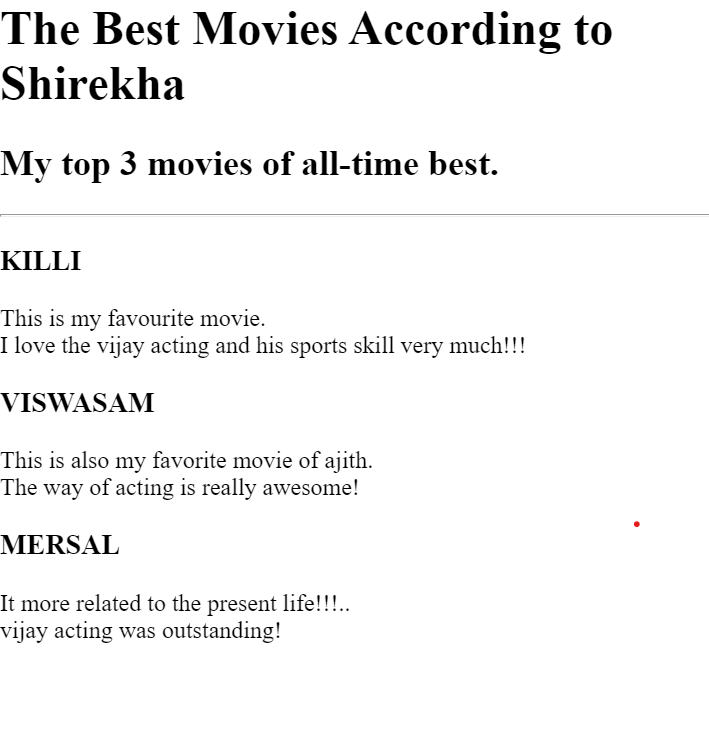 The Best Movies According to
Shirekha
My top 3 movies of all-time best.
KILLI
This is my favourite movie.
I love the vijay acting and his sports skill very much!!!
VISWASAM
This is also my favorite movie of ajith.
The way of acting is really awesome!
MERSAL
It more related to the present life!!!..
vijay acting was outstanding!